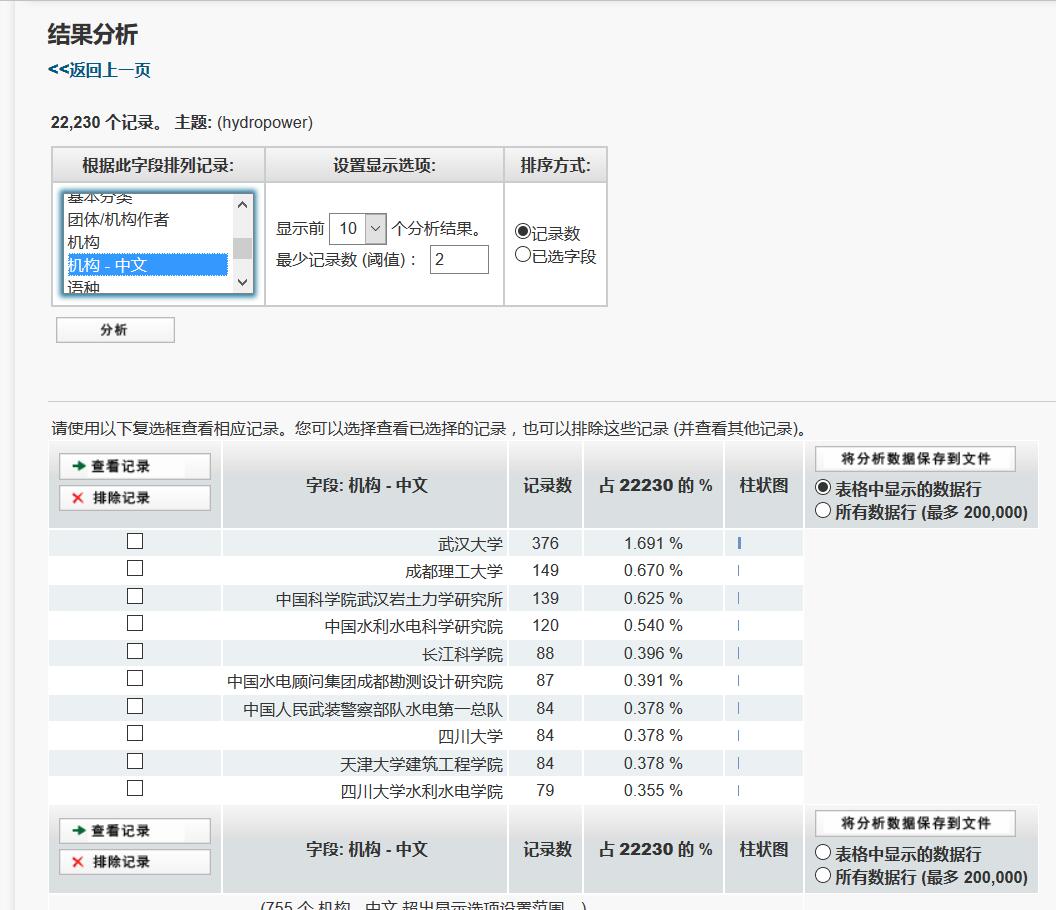 结果分析
<<返回上一页
22,230 个记录。 主题: (hydropower)
根据此字段排列记录: 设置显示选项: 排序方式:
基本分类
团体/机构作者
机构
机构 - 中文
语种
显示前 10 个分析结果。
最少记录数 (阈值)： 2
记录数
已选字段
分析
请使用以下复选框查看相应记录。您可以选择查看已选择的记录，也可以排除这些记录 (并查看其他记录)。
查看记录
排除记录
字段: 机构 - 中文 记录数 占 22230 的 % 柱状图
将分析数据保存到文件
表格中显示的数据行
所有数据行 (最多 200,000)
武汉大学 376 1.691 %
成都理工大学 149 0.670 %
中国科学院武汉岩土力学研究所 139 0.625 %
中国水利水电科学研究院 120 0.540 %
长江科学院 88 0.396 %
中国水电顾问集团成都勘测设计研究院 87 0.391 %
中国人民武装警察部队水电第一总队 84 0.378 %
四川大学 84 0.378 %
天津大学建筑工程学院 84 0.378 %
四川大学水利水电学院 79 0.355 %
查看记录
排除记录
字段: 机构 - 中文 记录数 占 22230 的 % 柱状图
将分析数据保存到文件
表格中显示的数据行
所有数据行 (最多 200,000)
(755 个 机构 - 中文 超出显示选项设置范围。)